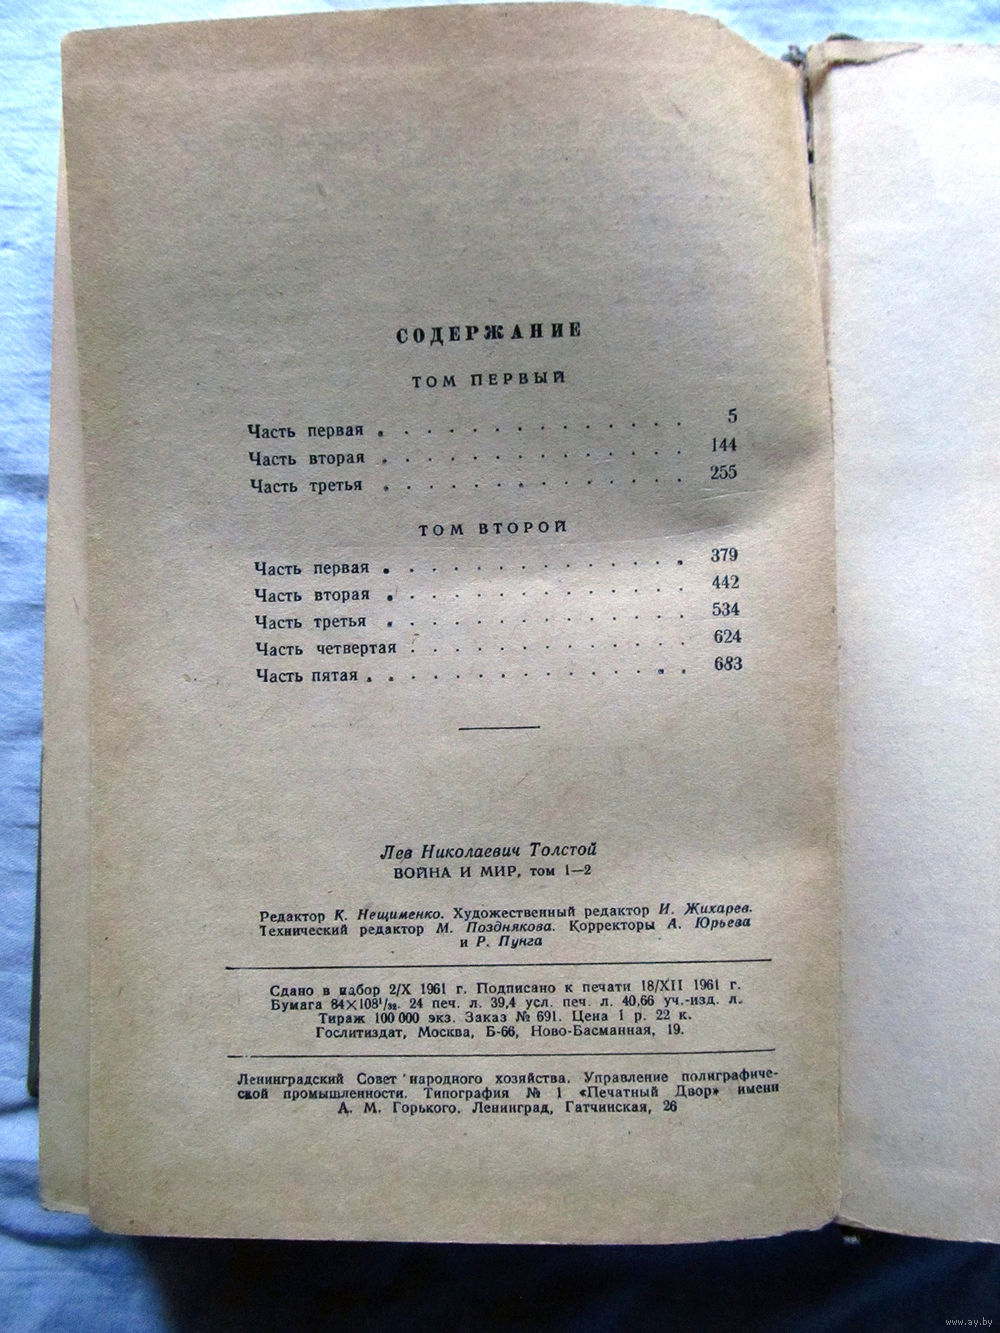 СОДЕРЖАНИЕ
ТОМ ПЕРВЫЙ
Часть первая . . . . . . . . . . . . . 5
Часть вторая . . . . . . . . . . . . . 144
Часть третья . . . . . . . . . . . . . 255
ТОМ ВТОРОЙ
Часть первая . . . . . . . . . . . . . 379
Часть вторая . . . . . . . . . . . . . 442
Часть третья . . . . . . . . . . . . . 534
Часть четвертая . . . . . . . . . . . . 624
Часть пятая . . . . . . . . . . . . . . 683
Лев Николаевич Толстой
ВОЙНА И МИР, том 1—2
Редактор К. Нещименко. Художественный редактор И. Жихарев.
Технический редактор М. Позднякова. Корректоры А. Юрьева
и Р. Пунга
Сдано в набор 2/X 1961 г. Подписано к печати 18/XII 1961 г.
Бумага 84×108¹/₃₂. 24 печ. л. 39,4 усл. печ. л. 40,66 уч.-изд. л.
Тираж 100 000 экз. Заказ № 691. Цена 1 р. 22 к.
Гослитиздат, Москва, Б-66, Ново-Басманная, 19.
Ленинградский Совет народного хозяйства. Управление полиграфиче-
ской промышленности. Типография № 1 «Печатный Двор» имени
А. М. Горького. Ленинград, Гатчинская, 26
www.ay.by